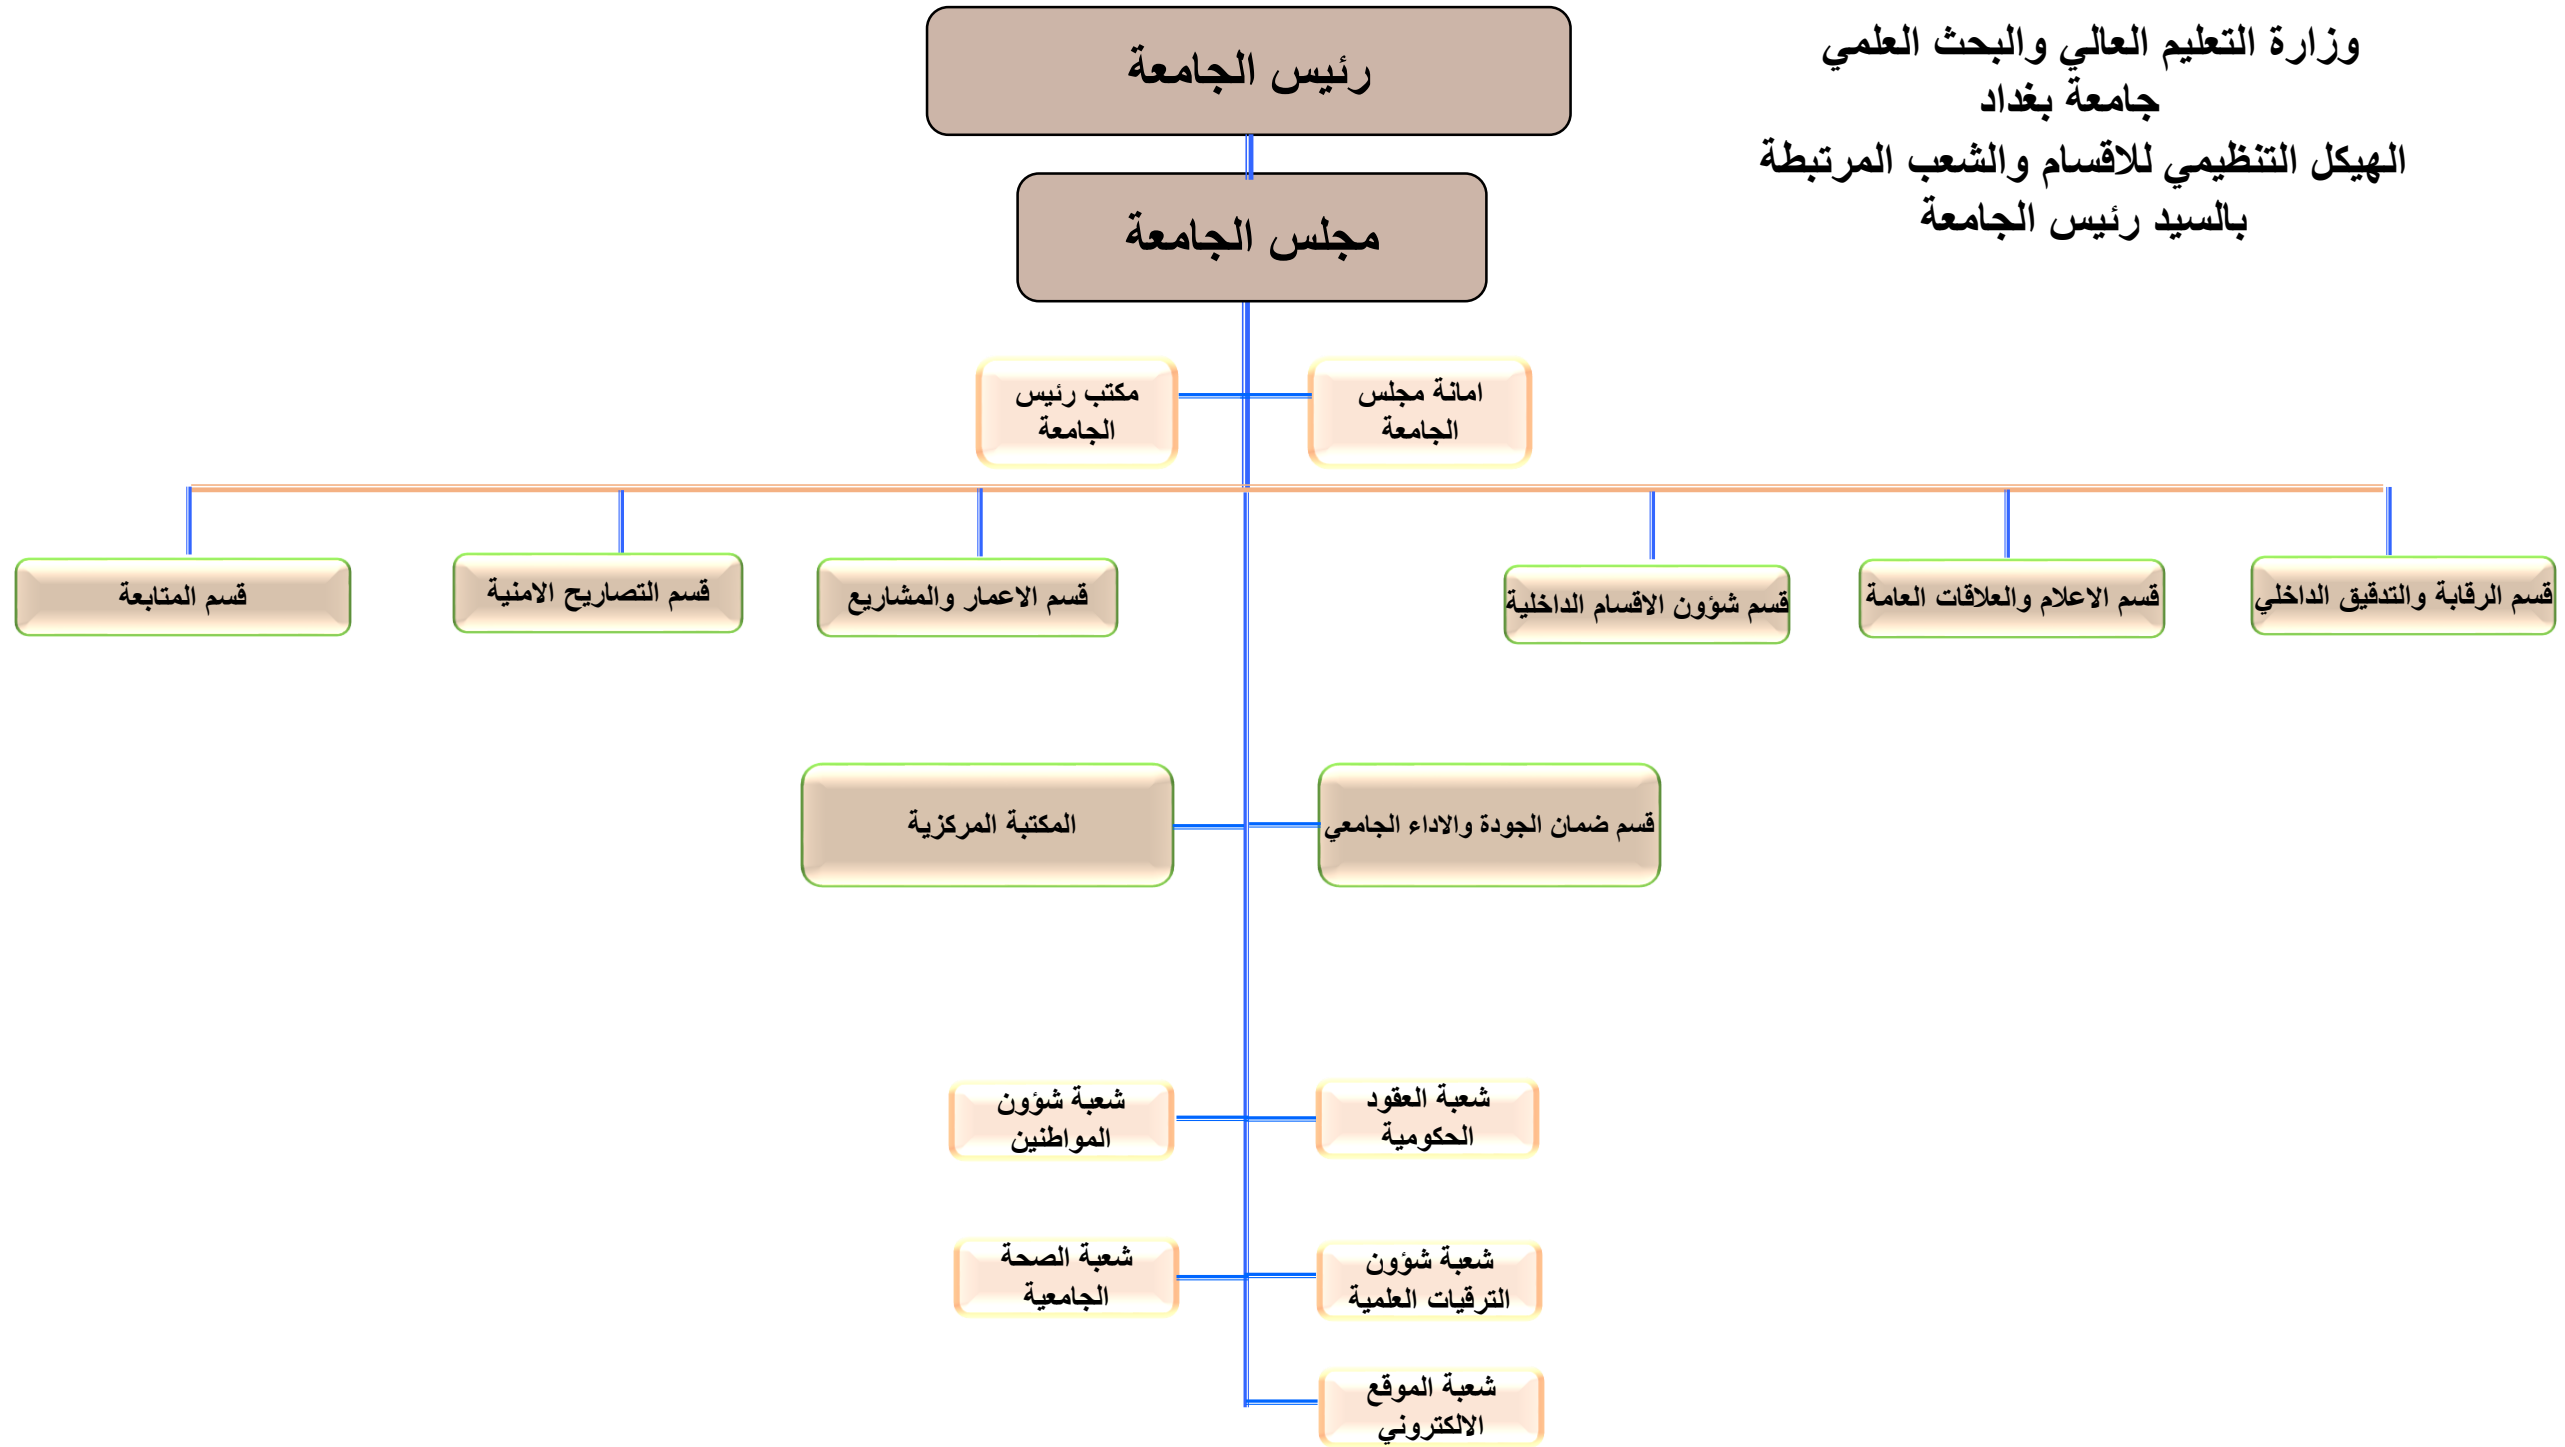 وزارة التعليم العالي والبحث العلمي
جامعة بغداد
الهيكل التنظيمي للاقسام والشعب المرتبطة
بالسيد رئيس الجامعة
رئيس الجامعة
مجلس الجامعة
امانة مجلس
الجامعة
مكتب رئيس
الجامعة
قسم الرقابة والتدقيق الداخلي
قسم الاعلام والعلاقات العامة
قسم شؤون الاقسام الداخلية
قسم الاعمار والمشاريع
قسم التصاريح الامنية
قسم المتابعة
قسم ضمان الجودة والاداء الجامعي
المكتبة المركزية
شعبة العقود
الحكومية
شعبة شؤون
المواطنين
شعبة شؤون
الترقيات العلمية
شعبة الصحة
الجامعية
شعبة الموقع
الالكتروني